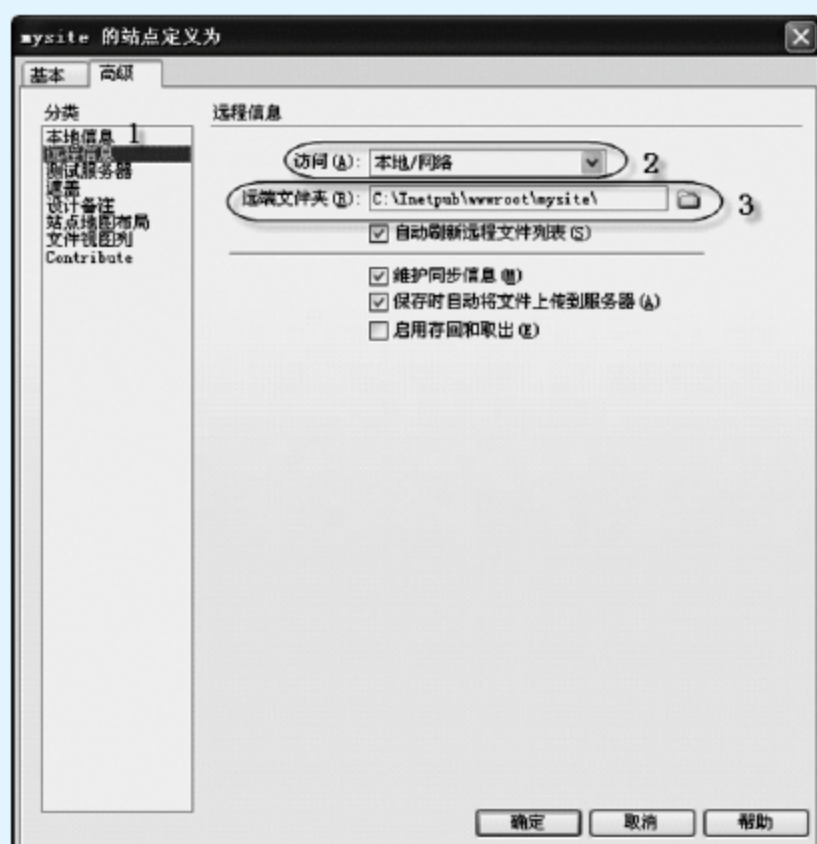 mysite 的站点定义为
基本 高级
分类
本地信息 1
远程信息
测试服务器
遮盖
设计备注
站点地图布局
文件视图列
Contribute
远程信息
访问(A): 本地/网络 2
远端文件夹(R): C:\Inetpub\wwwroot\mysite\ 3
自动刷新远程文件列表(S)
维护同步信息(M)
保存时自动将文件上传到服务器(A)
启用存回和取出(E)
确定 取消 帮助